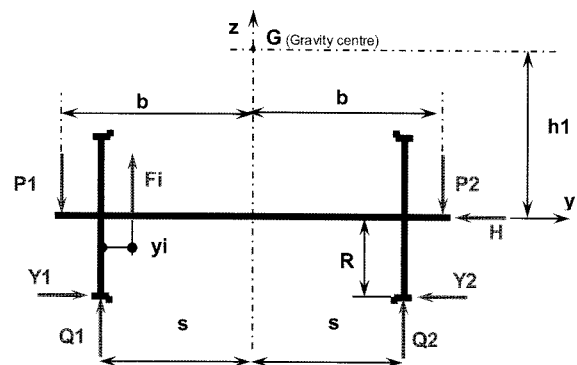 z
G (Gravity centre)
b b
h1
P1 Fi P2
y
H
yi R
Y1 Y2
s s
Q1 Q2